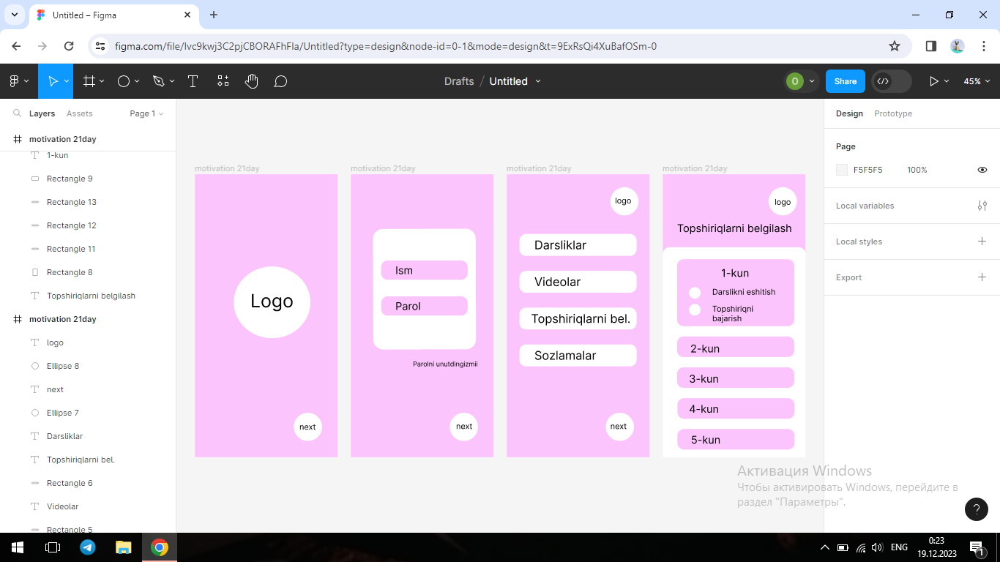 Untitled – Figma
figma.com/file/lvc9kwj3C2pjCBORAFhFla/Untitled?type=design&node-id=0-1&mode=design&t=9ExRsQi4XuBafOSm-0
Drafts / Untitled
O
Share
45%
Layers
Assets
Page 1
motivation 21day
1-kun
Rectangle 9
Rectangle 13
Rectangle 12
Rectangle 11
Rectangle 8
Topshiriqlarni belgilash
motivation 21day
logo
Ellipse 8
next
Ellipse 7
Darsliklar
Topshiriqlarni bel.
Rectangle 6
Videolar
Rectangle 5
motivation 21day
Logo
next
motivation 21day
Ism
Parol
Parolni unutdingizmii
next
motivation 21day
logo
Darsliklar
Videolar
Topshiriqlarni bel.
Sozlamalar
next
motivation 21day
logo
Topshiriqlarni belgilash
1-kun
Darslikni eshitish
Topshiriqni
bajarish
2-kun
3-kun
4-kun
5-kun
Design
Prototype
Page
F5F5F5
100%
Local variables
Local styles
Export
Активация Windows
Чтобы активировать Windows, перейдите в
раздел "Параметры".
?
ENG
0:23
19.12.2023
1